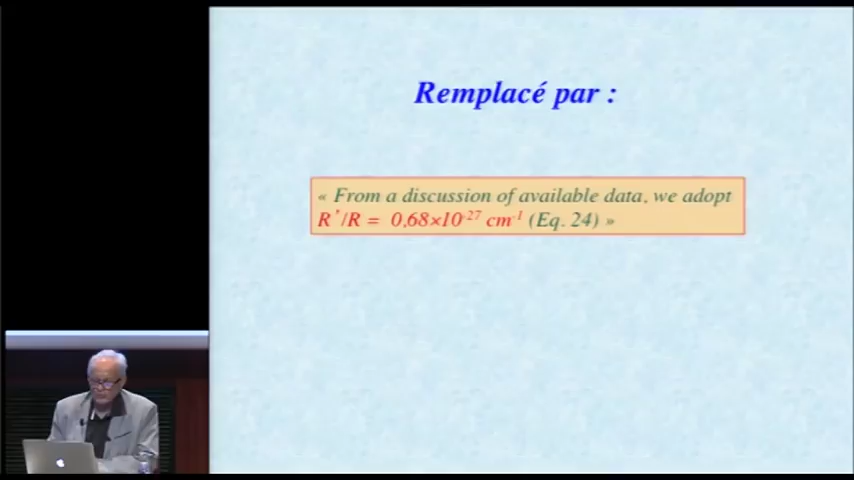 Remplacé par :
« From a discussion of available data, we adopt
R'/R = 0,68×10⁻²⁷ cm⁻¹ (Eq. 24) »